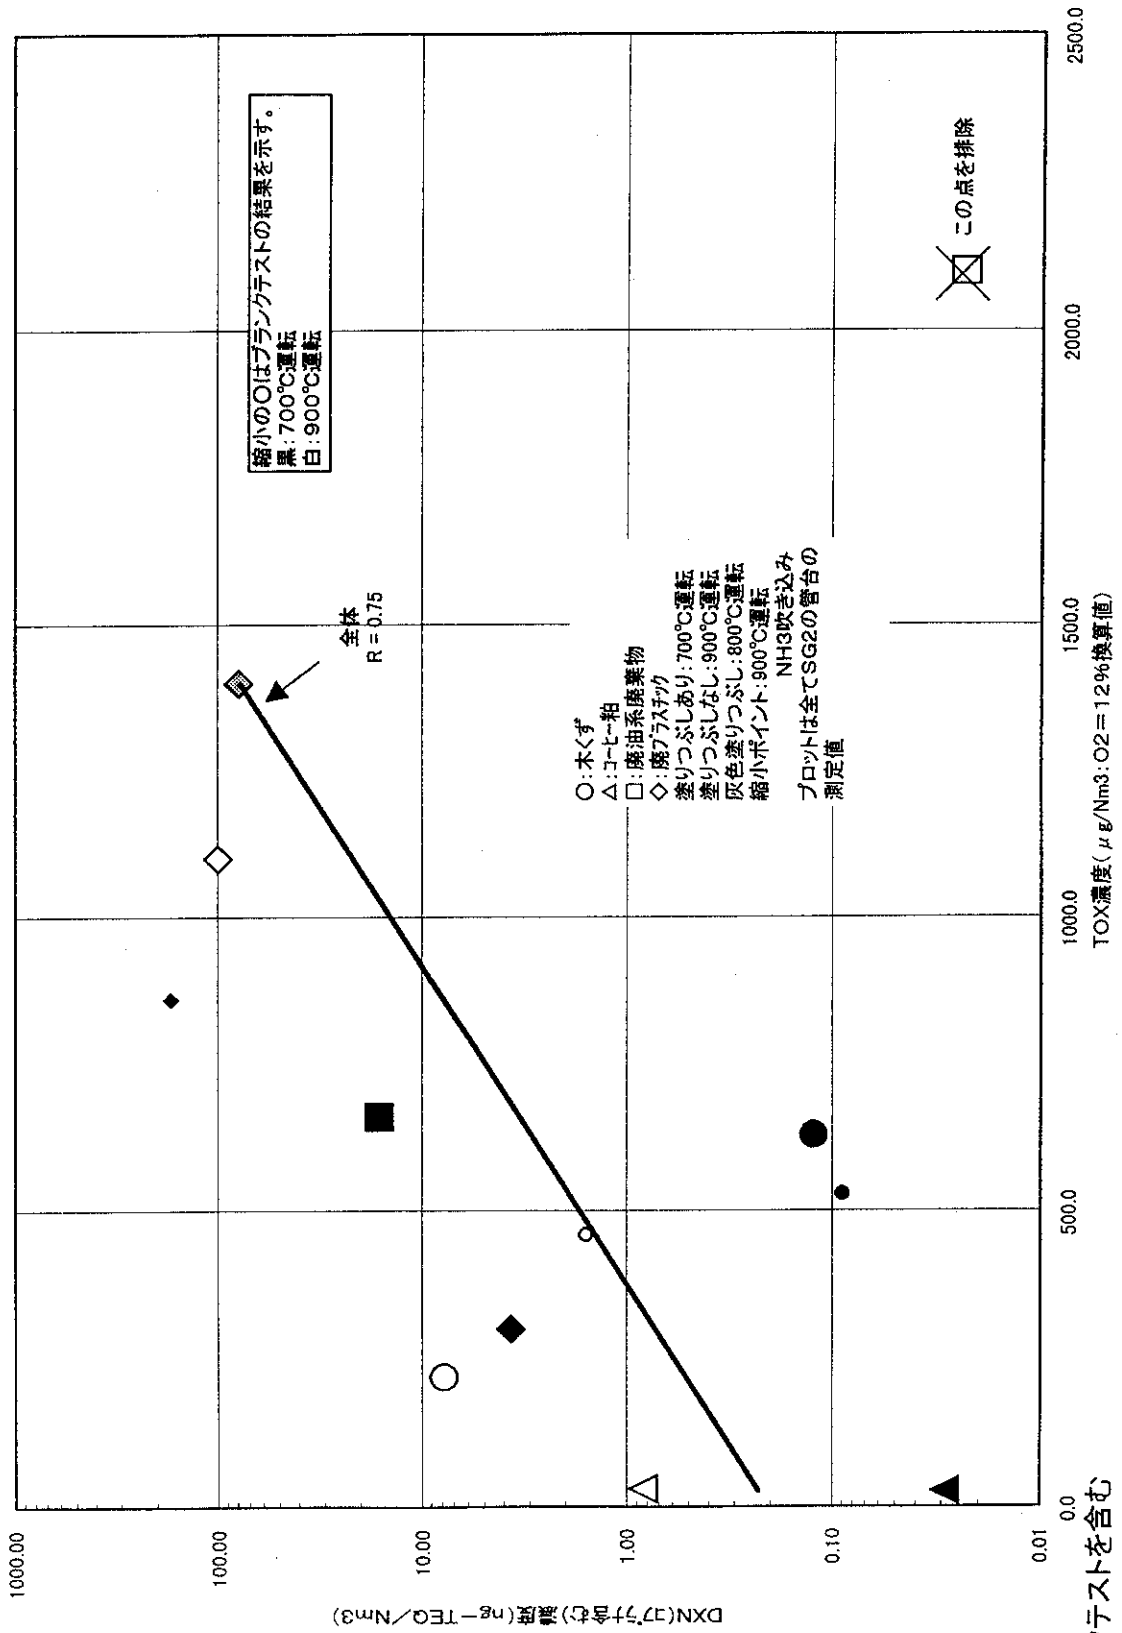 1000.00
100.00
10.00
1.00
0.10
0.01
DXN(コプラナ含む)濃度(ng－TEQ／Nm3)
縮小の○はブランクテストの結果を示す。
黒:700℃運転
白:900℃運転
全体
R = 0.75
○:木くず
△:コーヒー粕
□:廃油系廃棄物
◇:廃プラスチック
塗りつぶしあり:700℃運転
塗りつぶしなし:900℃運転
灰色塗りつぶし:800℃運転
縮小ポイント:900℃運転
NH3吹き込み
プロットは全てSG2の管台の
測定値
この点を排除
0.0
500.0
1000.0
1500.0
2000.0
2500.0
TOX濃度(μg/Nm3:O2=12%換算値)
テストを含む